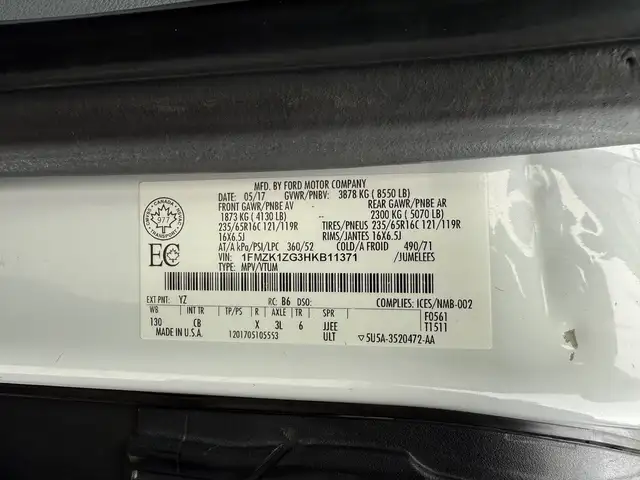 MFD. BY FORD MOTOR COMPANY
DATE: 05/17 GVWR/PNBV: 3878 KG ( 8550 LB)
FRONT GAWR/PNBE AV -- REAR GAWR/PNBE AR
1873 KG ( 4130 LB) 2300 KG ( 5070 LB)
235/65R16C 121/119R TIRES/PNEUS 235/65R16C 121/119R
16X6.5J RIMS/JANTES 16X6.5J
AT/A kPa/PSI/LPC 360/52 COLD/A FROID 490/71
VIN: 1FMZK1ZG3HKB11371 /JUMELEES
TYPE: MPV/VTUM
CANADA
977
EC
EXT PNT: YZ RC: B6 DSO: COMPLIES: ICES/NMB-002
WB INT TR TP/PS R AXLE TR SPR F0561
130 CB X 3L 6 JJEE T1511
MADE IN U.S.A. 1201705105553 ULT ▽5U5A-3520472-AA